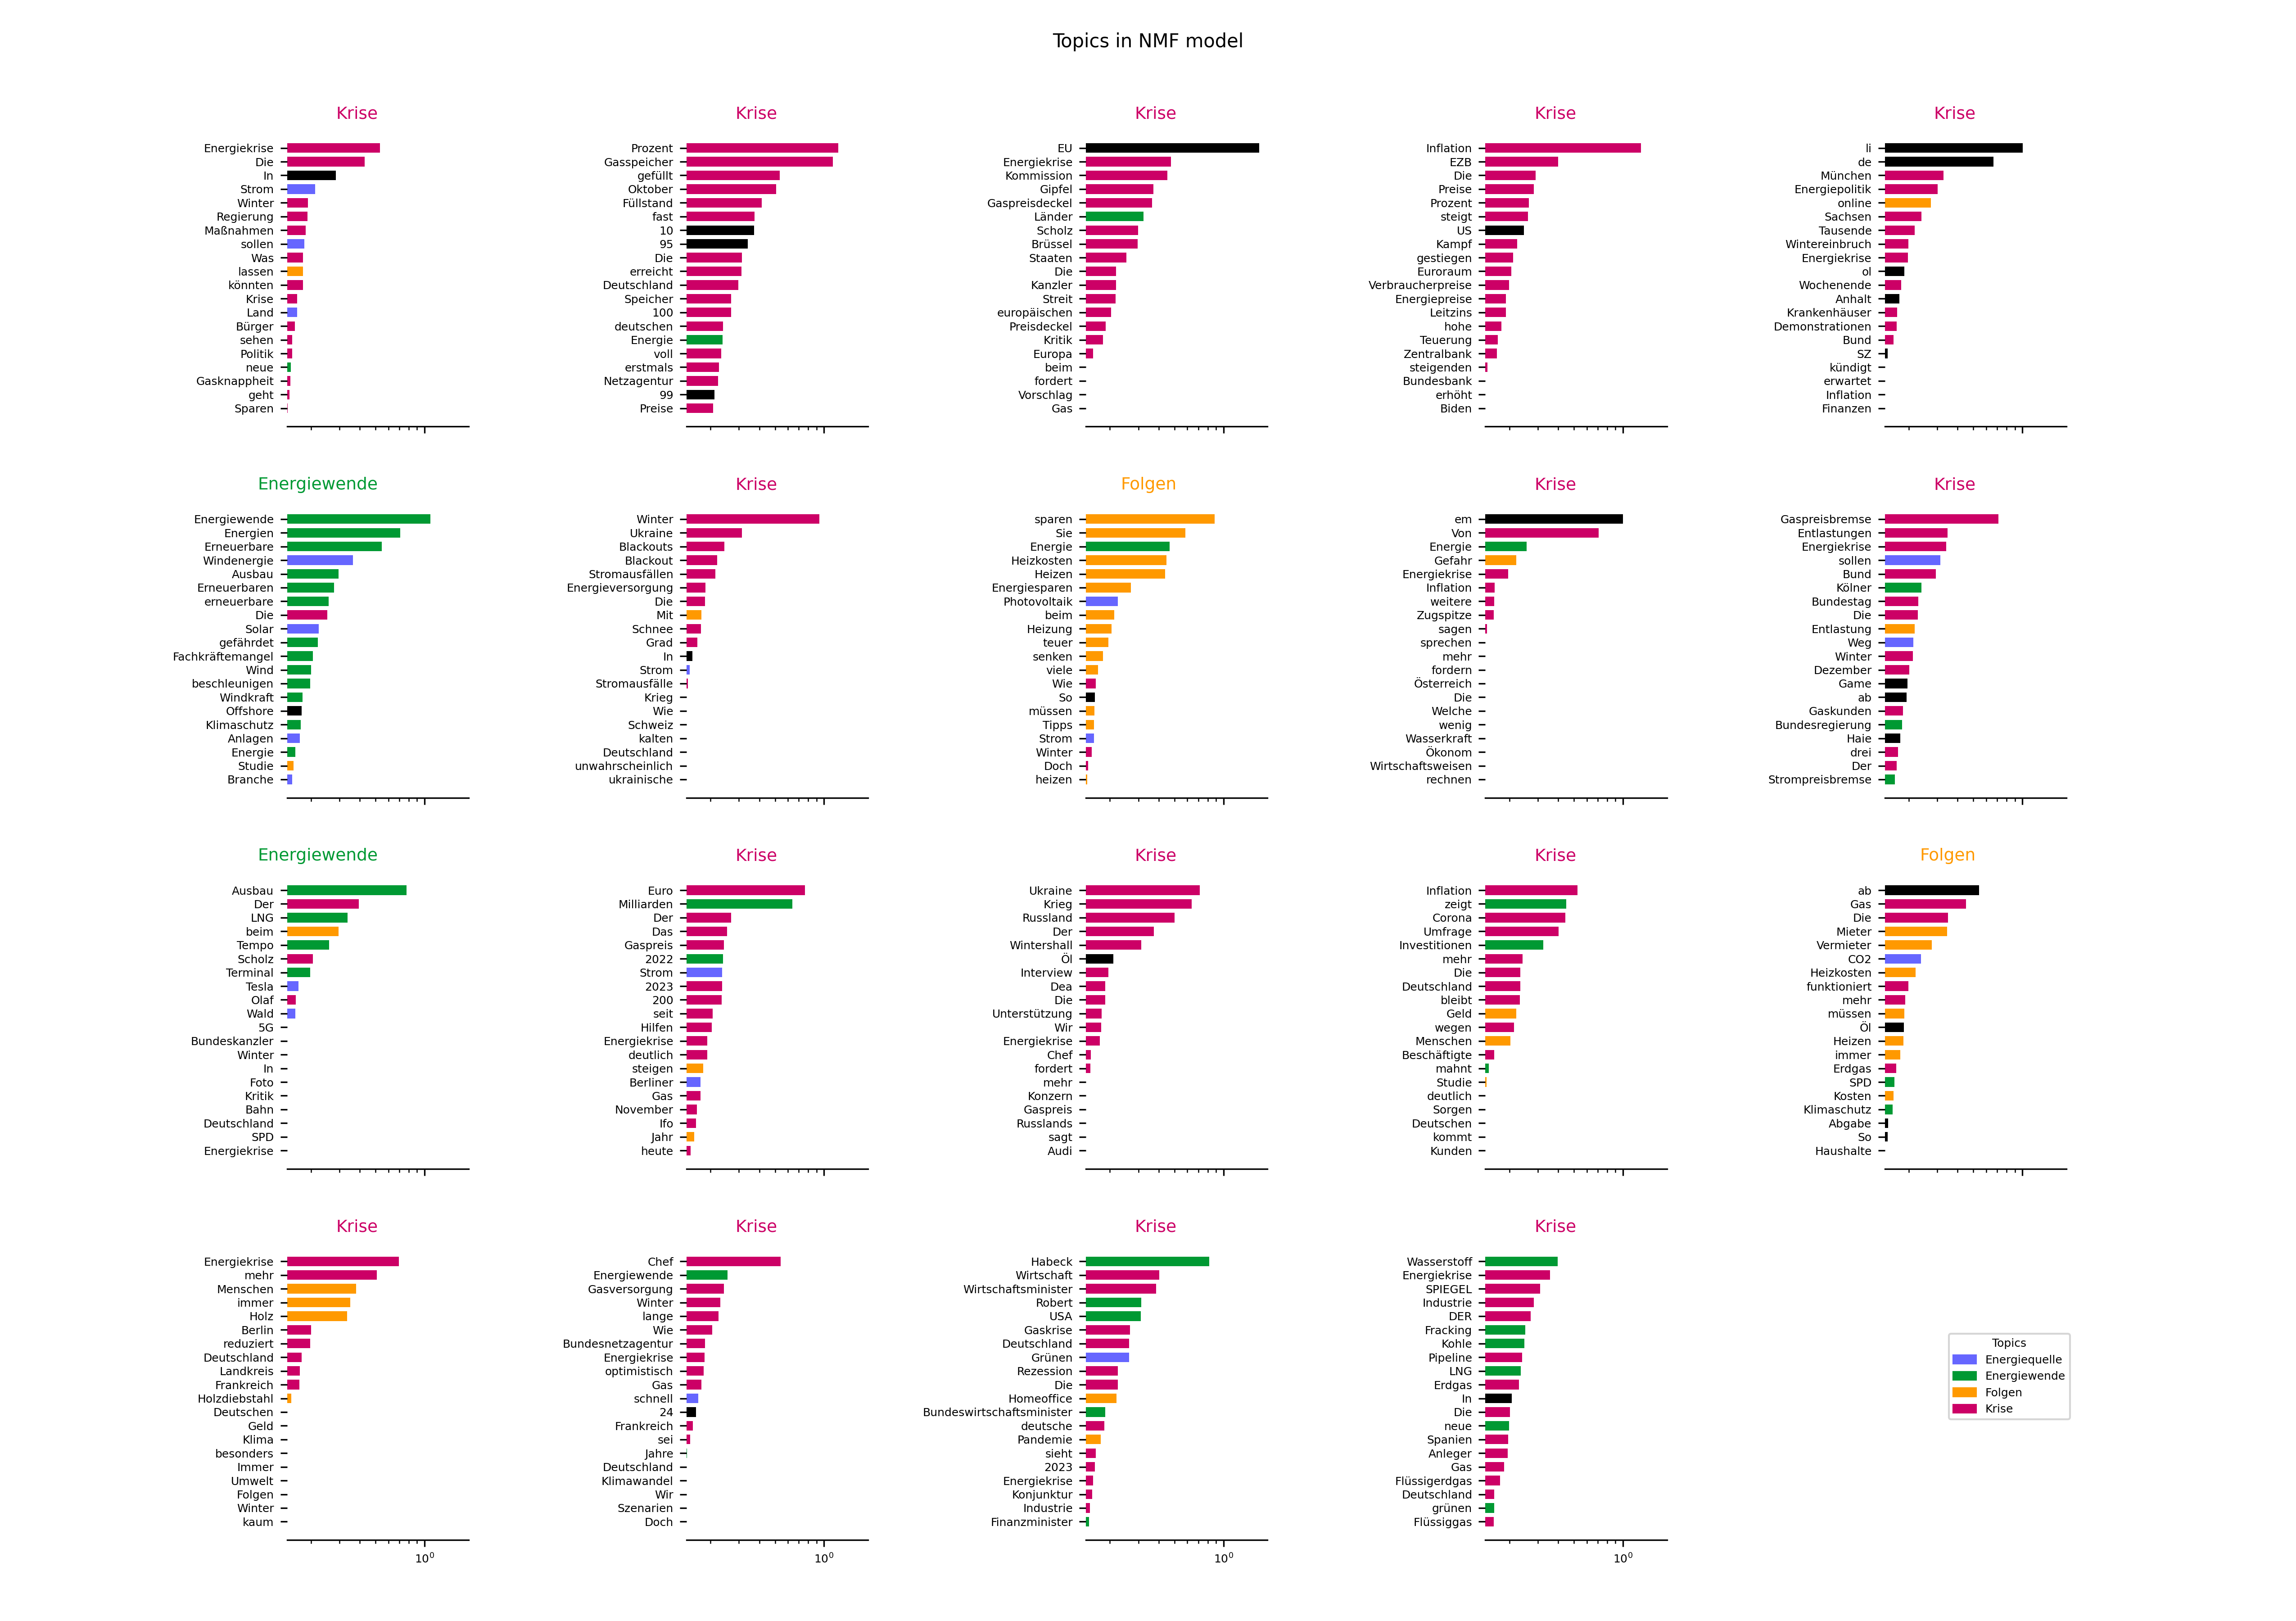 Topics in NMF model
Krise
Energiekrise
Die
In
Strom
Winter
Regierung
Maßnahmen
sollen
Was
lassen
könnten
Krise
Land
Bürger
sehen
Politik
neue
Gasknappheit
geht
Sparen
Krise
Prozent
Gasspeicher
gefüllt
Oktober
Füllstand
fast
10
95
Die
erreicht
Deutschland
Speicher
100
deutschen
Energie
voll
erstmals
Netzagentur
99
Preise
Krise
EU
Energiekrise
Kommission
Gipfel
Gaspreisdeckel
Länder
Scholz
Brüssel
Staaten
Die
Kanzler
Streit
europäischen
Preisdeckel
Kritik
Europa
beim
fordert
Vorschlag
Gas
Krise
Inflation
EZB
Die
Preise
Prozent
steigt
US
Kampf
gestiegen
Euroraum
Verbraucherpreise
Energiepreise
Leitzins
hohe
Teuerung
Zentralbank
steigenden
Bundesbank
erhöht
Biden
Krise
li
de
München
Energiepolitik
online
Sachsen
Tausende
Wintereinbruch
Energiekrise
ol
Wochenende
Anhalt
Krankenhäuser
Demonstrationen
Bund
SZ
kündigt
erwartet
Inflation
Finanzen
Energiewende
Energiewende
Energien
Erneuerbare
Windenergie
Ausbau
Erneuerbaren
erneuerbare
Die
Solar
gefährdet
Fachkräftemangel
Wind
beschleunigen
Windkraft
Offshore
Klimaschutz
Anlagen
Energie
Studie
Branche
Krise
Winter
Ukraine
Blackouts
Blackout
Stromausfällen
Energieversorgung
Die
Mit
Schnee
Grad
In
Strom
Stromausfälle
Krieg
Wie
Schweiz
kalten
Deutschland
unwahrscheinlich
ukrainische
Folgen
sparen
Sie
Energie
Heizkosten
Heizen
Energiesparen
Photovoltaik
beim
Heizung
teuer
senken
viele
Wie
So
müssen
Tipps
Strom
Winter
Doch
heizen
Krise
em
Von
Energie
Gefahr
Energiekrise
Inflation
weitere
Zugspitze
sagen
sprechen
mehr
fordern
Österreich
Die
Welche
wenig
Wasserkraft
Ökonom
Wirtschaftsweisen
rechnen
Krise
Gaspreisbremse
Entlastungen
Energiekrise
sollen
Bund
Kölner
Bundestag
Die
Entlastung
Weg
Winter
Dezember
Game
ab
Gaskunden
Bundesregierung
Haie
drei
Der
Strompreisbremse
Energiewende
Ausbau
Der
LNG
beim
Tempo
Scholz
Terminal
Tesla
Olaf
Wald
5G
Bundeskanzler
Winter
In
Foto
Kritik
Bahn
Deutschland
SPD
Energiekrise
Krise
Euro
Milliarden
Der
Das
Gaspreis
2022
Strom
2023
200
seit
Hilfen
Energiekrise
deutlich
steigen
Berliner
Gas
November
Ifo
Jahr
heute
Krise
Ukraine
Krieg
Russland
Der
Wintershall
Öl
Interview
Dea
Die
Unterstützung
Wir
Energiekrise
Chef
fordert
mehr
Konzern
Gaspreis
Russlands
sagt
Audi
Krise
Inflation
zeigt
Corona
Umfrage
Investitionen
mehr
Die
Deutschland
bleibt
Geld
wegen
Menschen
Beschäftigte
mahnt
Studie
deutlich
Sorgen
Deutschen
kommt
Kunden
Folgen
ab
Gas
Die
Mieter
Vermieter
CO2
Heizkosten
funktioniert
mehr
müssen
Öl
Heizen
immer
Erdgas
SPD
Kosten
Klimaschutz
Abgabe
So
Haushalte
Krise
Energiekrise
mehr
Menschen
immer
Holz
Berlin
reduziert
Deutschland
Landkreis
Frankreich
Holzdiebstahl
Deutschen
Geld
Klima
besonders
Immer
Umwelt
Folgen
Winter
kaum
10⁰
Krise
Chef
Energiewende
Gasversorgung
Winter
lange
Wie
Bundesnetzagentur
Energiekrise
optimistisch
Gas
schnell
24
Frankreich
sei
Jahre
Deutschland
Klimawandel
Wir
Szenarien
Doch
10⁰
Krise
Habeck
Wirtschaft
Wirtschaftsminister
Robert
USA
Gaskrise
Deutschland
Grünen
Rezession
Die
Homeoffice
Bundeswirtschaftsminister
deutsche
Pandemie
sieht
2023
Energiekrise
Konjunktur
Industrie
Finanzminister
10⁰
Krise
Wasserstoff
Energiekrise
SPIEGEL
Industrie
DER
Fracking
Kohle
Pipeline
LNG
Erdgas
In
Die
neue
Spanien
Anleger
Gas
Flüssigerdgas
Deutschland
grünen
Flüssiggas
10⁰
Topics
Energiequelle
Energiewende
Folgen
Krise